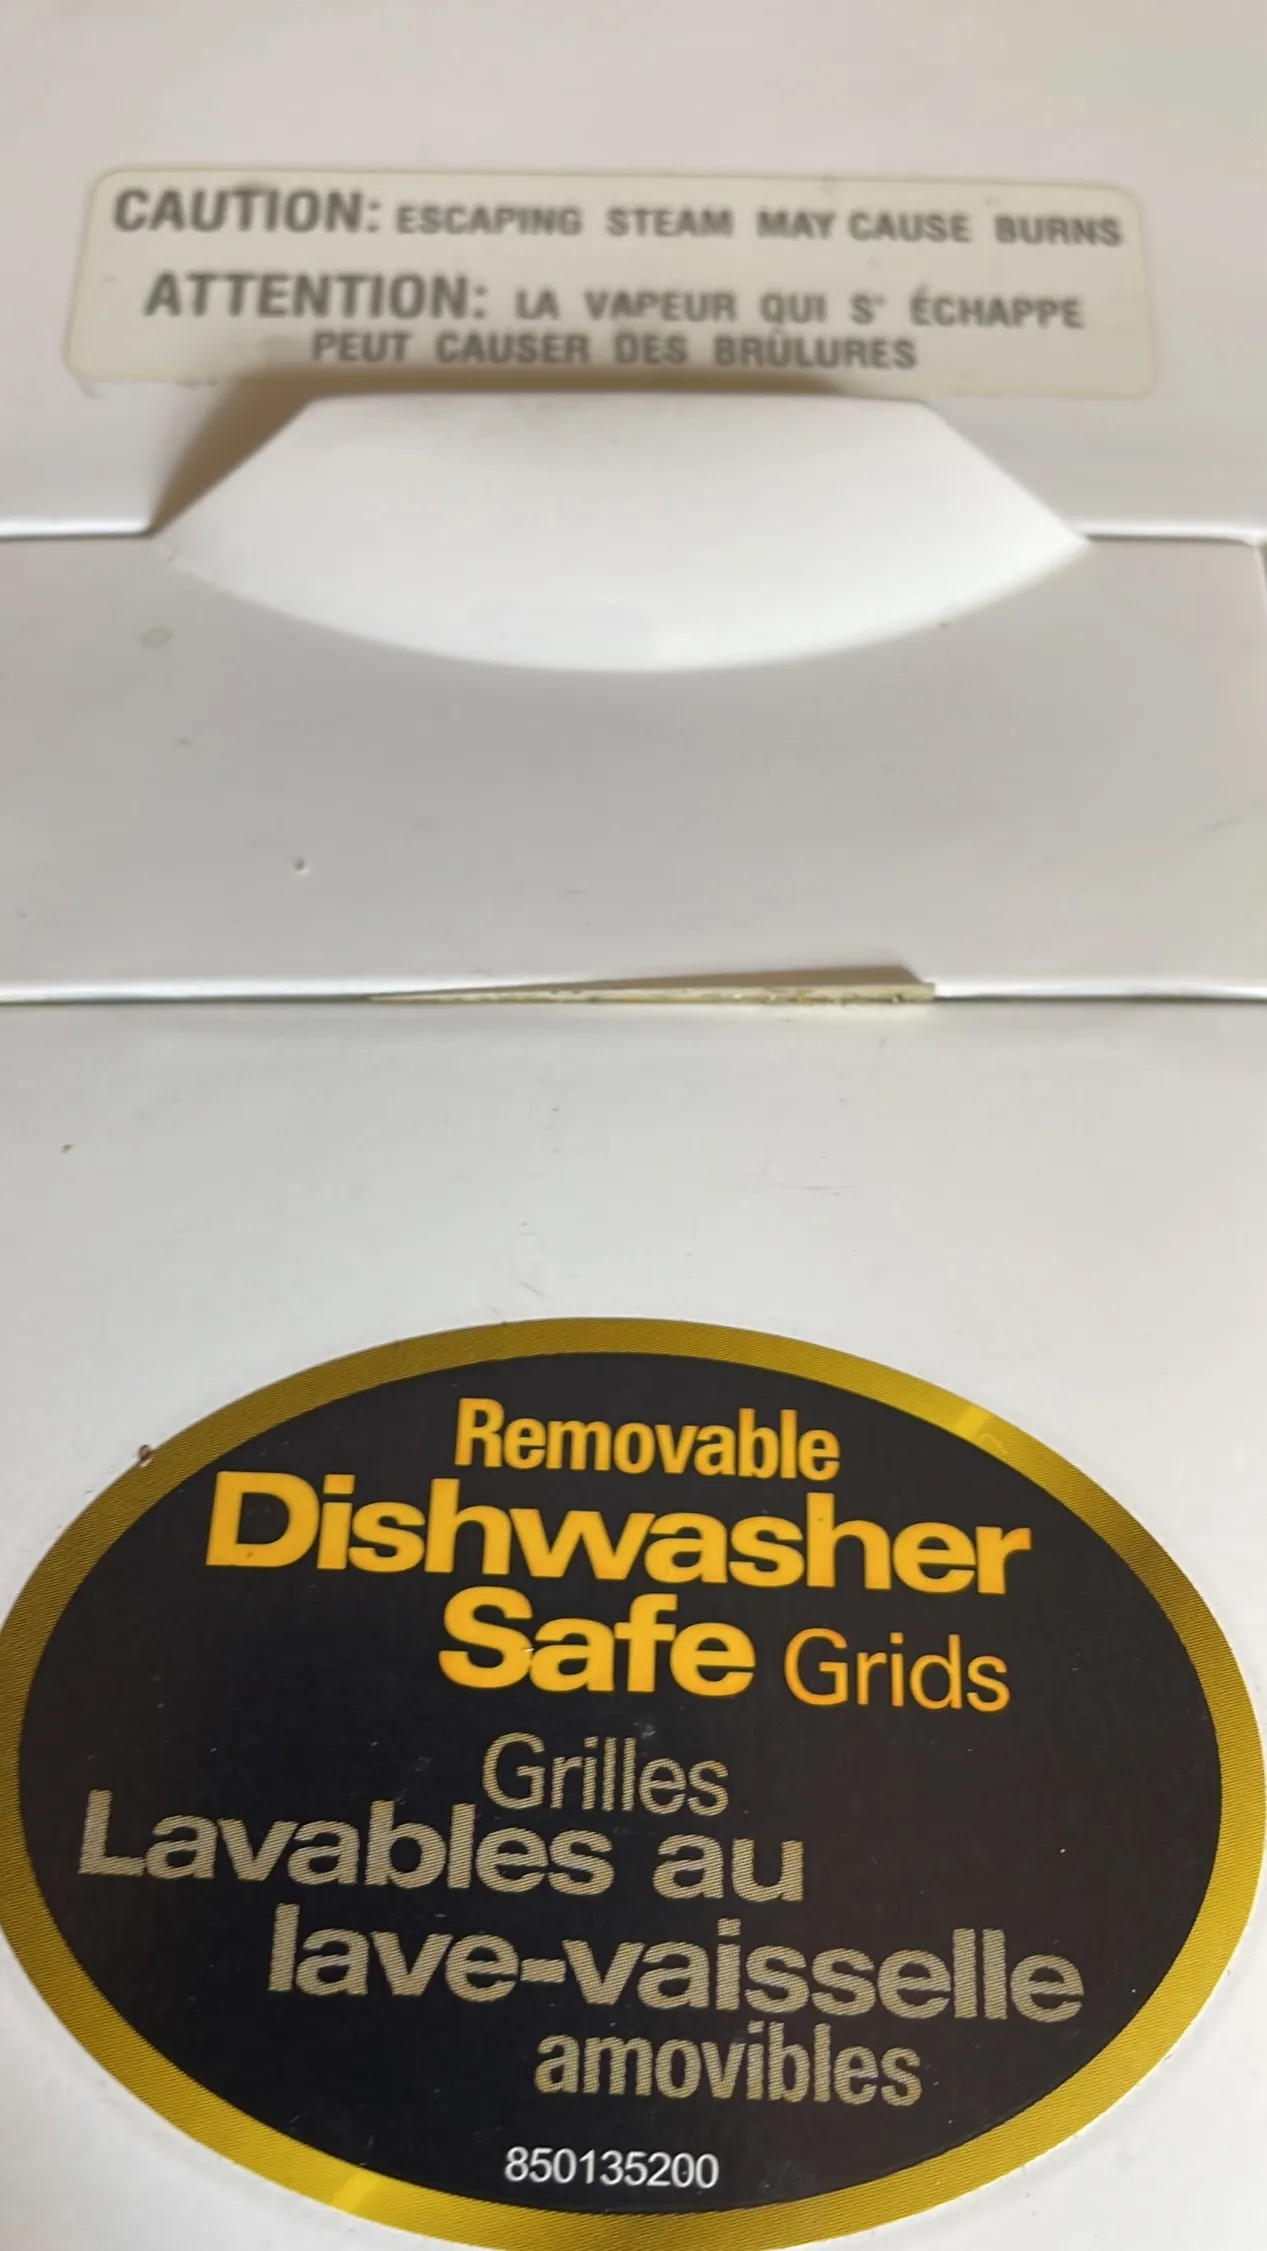 CAUTION: ESCAPING STEAM MAY CAUSE BURNS
ATTENTION: LA VAPEUR QUI S' ÉCHAPPE
PEUT CAUSER DES BRÛLURES
Removable
Dishwasher
Safe Grids
Grilles
Lavables au
lave-vaisselle
amovibles
850135200